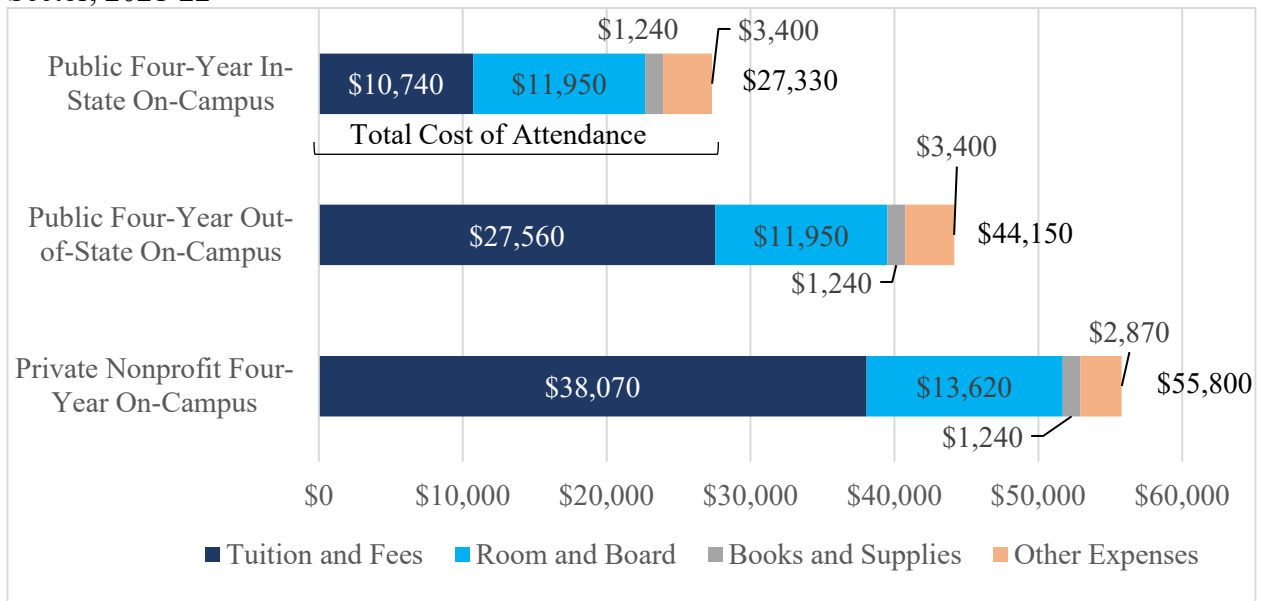 $1,240
$3,400
Public Four-Year In-
State On-Campus
$10,740
$11,950
$27,330
Total Cost of Attendance
$3,400
Public Four-Year Out-
of-State On-Campus
$27,560
$11,950
$44,150
$1,240
$2,870
Private Nonprofit Four-
Year On-Campus
$38,070
$13,620
$55,800
$1,240
$0 $10,000 $20,000 $30,000 $40,000 $50,000 $60,000
Tuition and Fees Room and Board Books and Supplies Other Expenses